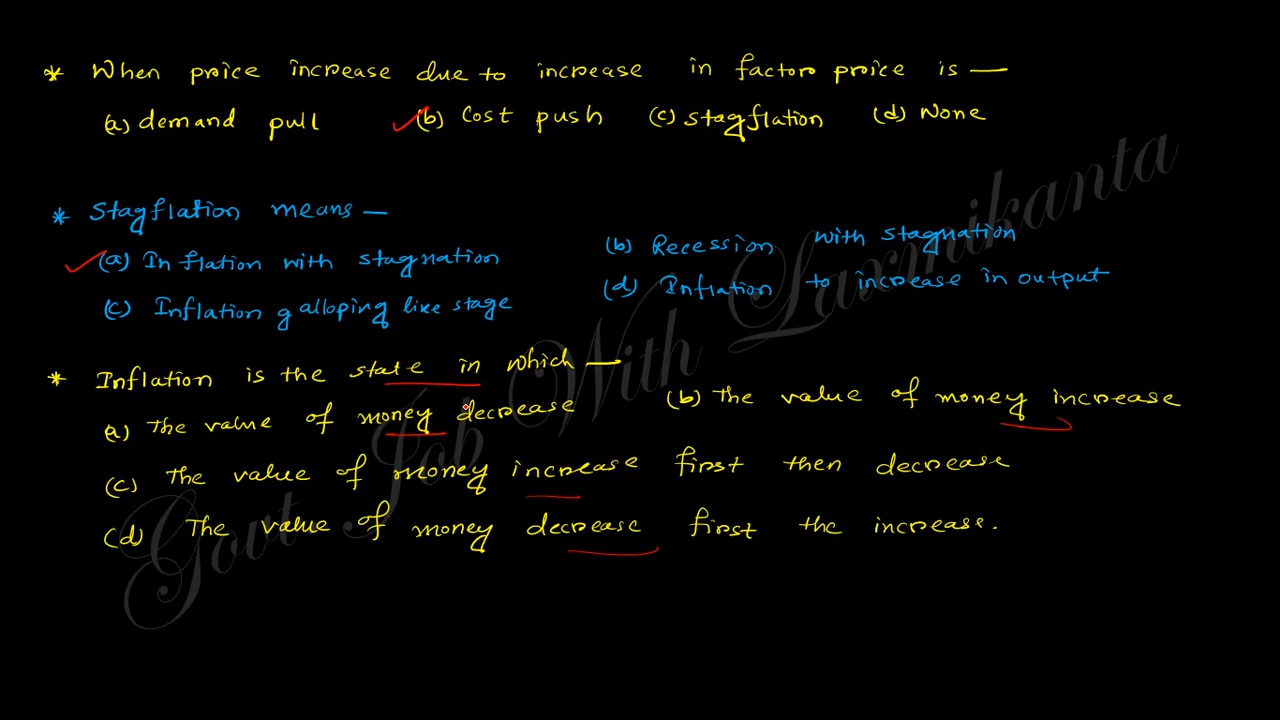 * When price increase due to increase in factors price is —
(a) demand pull (b) Cost push (c) Stagflation (d) None
* Stagflation means —
(a) Inflation with stagnation (b) Recession with stagnation
(c) Inflation galloping like stage (d) Inflation to increase in output
* Inflation is the state in which —
(a) The value of money decrease (b) The value of money increase
(c) The value of money increase first then decrease
(d) The value of money decrease first the increase.
Govt Job With Laxmikanta